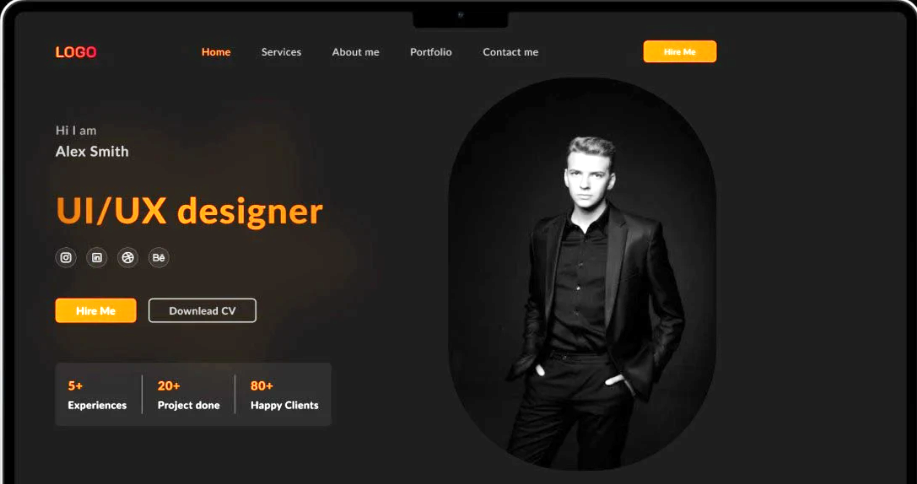 LOGO
Home Services About me Portfolio Contact me Hire Me
Hi I am
Alex Smith
UI/UX designer
Bē
Hire Me Downlead CV
5+ 20+ 80+
Experiences Project done Happy Clients